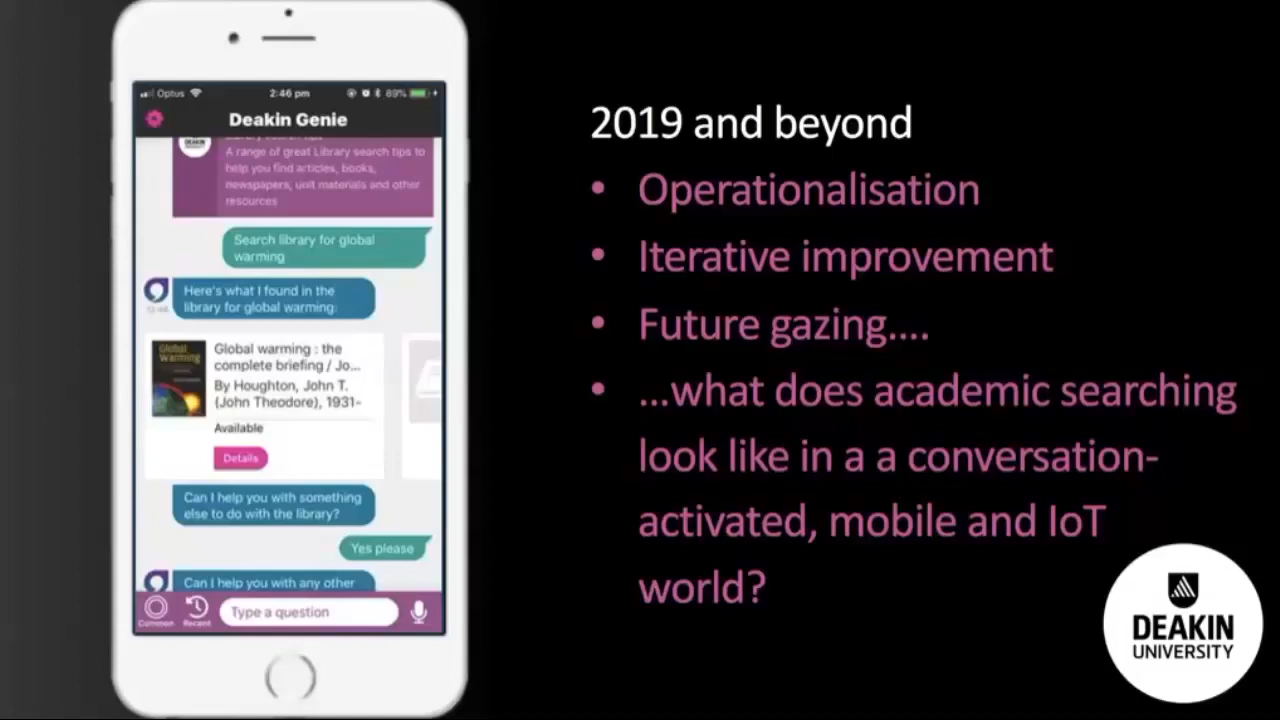 Optus 2:46 pm 89%
Deakin Genie
A range of great Library search tips to
help you find articles, books,
newspapers, unit materials and other
resources
Search library for global
warming
Here's what I found in the
library for global warming:
Global
Warming
Global warming : the
complete briefing / Jo...
By Houghton, John T.
(John Theodore), 1931-
Available
Details
Can I help you with something
else to do with the library?
Yes please
Can I help you with any other
Common Recent Type a question
2019 and beyond
• Operationalisation
• Iterative improvement
• Future gazing....
• ...what does academic searching
look like in a a conversation-
activated, mobile and IoT
world?
DEAKIN
UNIVERSITY